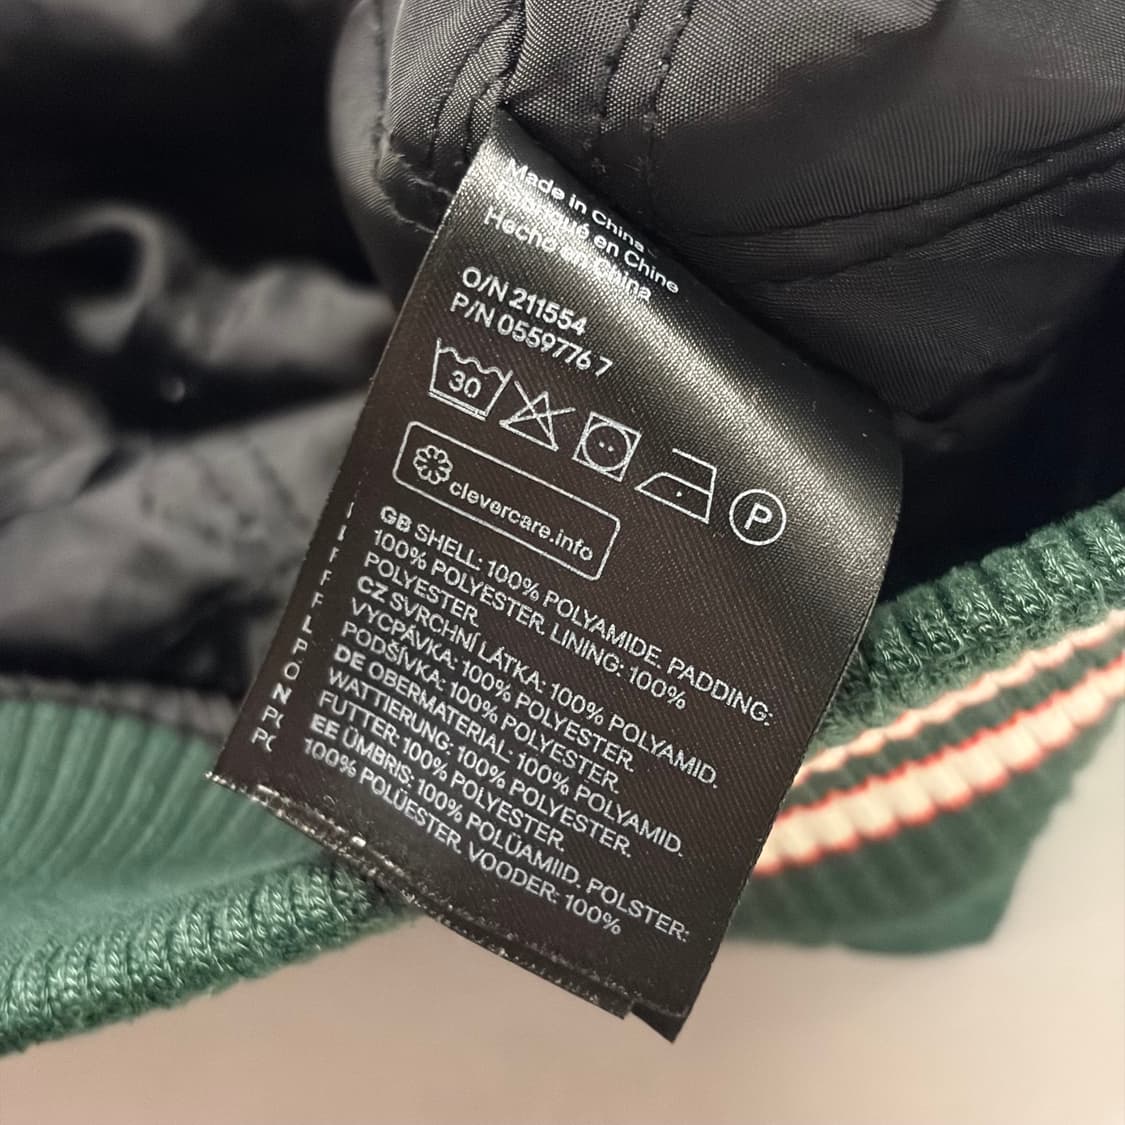 Made in China
en Chine
Hecho en China
O/N 211554
P/N 0559776 7
30
P
clevercare.info
GB SHELL: 100% POLYAMIDE. PADDING:
100% POLYESTER. LINING: 100%
POLYESTER.
CZ SVRCHNÍ LÁTKA: 100% POLYAMID.
VÝCPÁVKA: 100% POLYESTER.
PODŠÍVKA: 100% POLYESTER.
DE OBERMATERIAL: 100% POLYAMID.
WATTIERUNG: 100% POLYESTER.
FUTTER: 100% POLYESTER.
EE ÜMBRIS: 100% POLÜAMIID. POLSTER:
100% POLÜESTER. VOODER: 100%